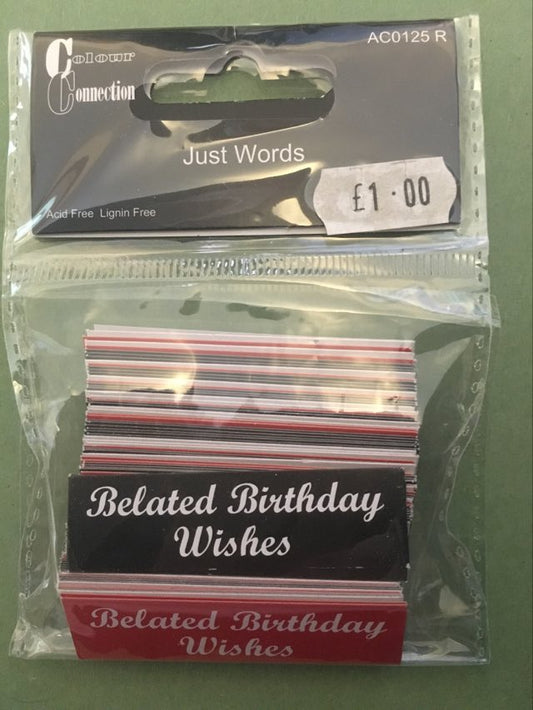 AC0125 R
Colour
Connection
Just Words
£1.00
Acid Free Lignin Free
Belated Birthday
Wishes
Belated Birthday
Wishes